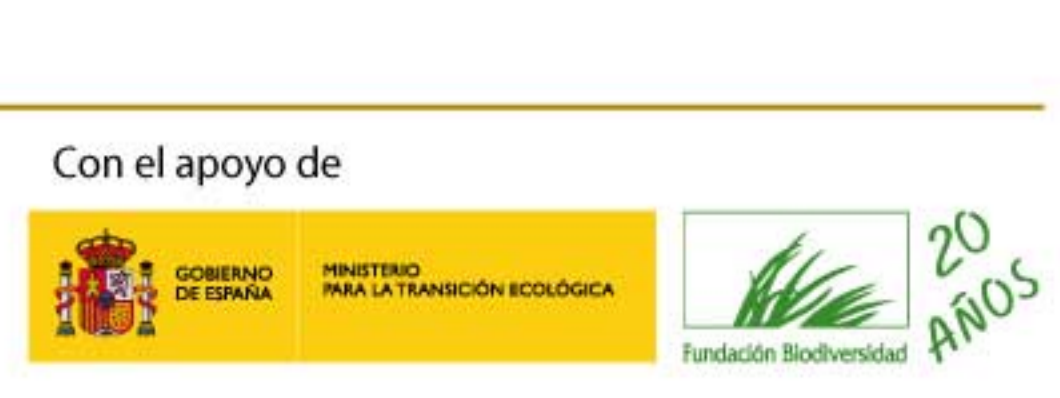 Con el apoyo de
GOBIERNO
DE ESPAÑA
MINISTERIO
PARA LA TRANSICIÓN ECOLÓGICA
Fundación Biodiversidad
20
AÑOS